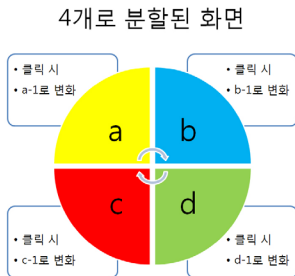 4개로 분할된 화면
• 클릭 시
• a-1로 변화
• 클릭 시
• b-1로 변화
a
b
c
d
• 클릭 시
• c-1로 변화
• 클릭 시
• d-1로 변화